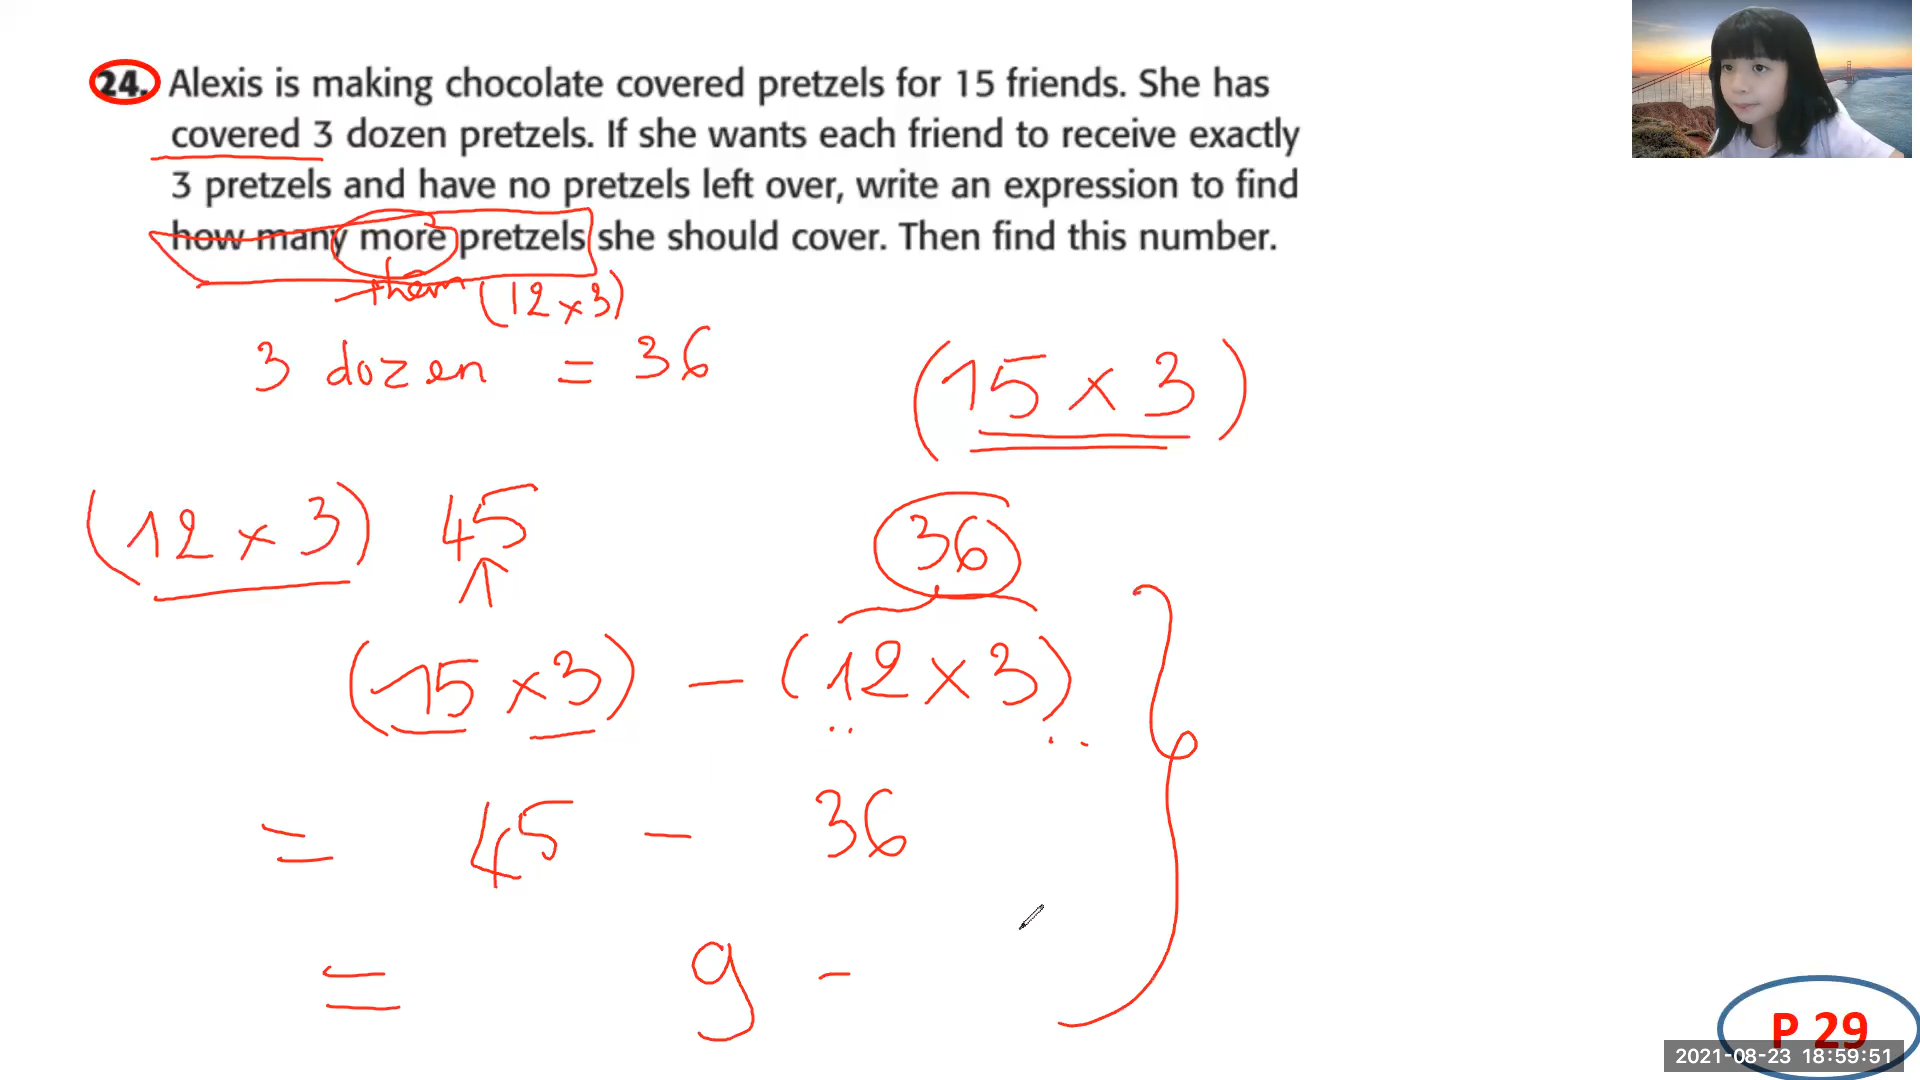 24. Alexis is making chocolate covered pretzels for 15 friends. She has
covered 3 dozen pretzels. If she wants each friend to receive exactly
3 pretzels and have no pretzels left over, write an expression to find
how many more pretzels she should cover. Then find this number.
than (12 × 3)
3 dozen = 36
(15 × 3)
(12 × 3) 45 36
(15 × 3) − (12 × 3)
= 45 − 36
= 9 -
P 29
2021-08-23 18:59:51